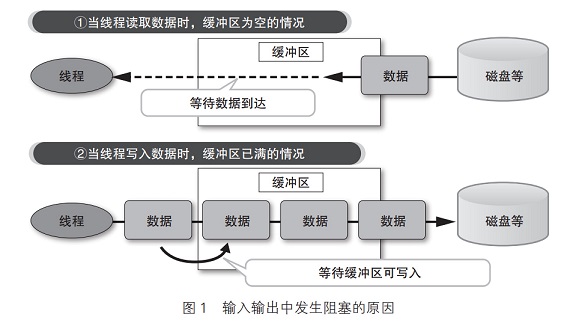 ①当线程读取数据时，缓冲区为空的情况
缓冲区
线程
数据
磁盘等
等待数据到达
②当线程写入数据时，缓冲区已满的情况
缓冲区
线程
数据
数据
数据
数据
磁盘等
等待缓冲区可写入
图 1 输入输出中发生阻塞的原因